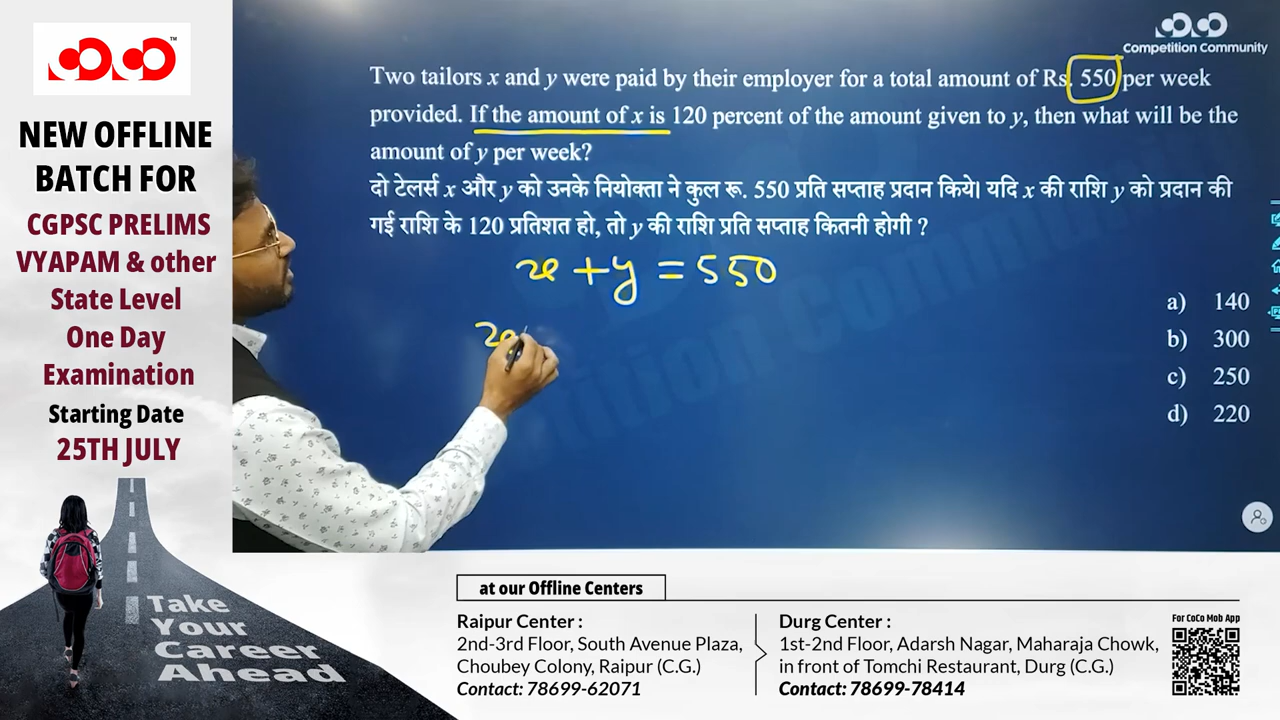 TM
NEW OFFLINE
BATCH FOR
CGPSC PRELIMS
VYAPAM & other
State Level
One Day
Examination
Starting Date
25TH JULY
Take
Your
Career
Ahead
Competition Community
Two tailors x and y were paid by their employer for a total amount of Rs. 550 per week
provided. If the amount of x is 120 percent of the amount given to y, then what will be the
amount of y per week?
दो टेलर्स x और y को उनके नियोक्ता ने कुल रू. 550 प्रति सप्ताह प्रदान किये। यदि x की राशि y को प्रदान की
गई राशि के 120 प्रतिशत हो, तो y की राशि प्रति सप्ताह कितनी होगी ?
x + y = 550
x
a) 140
b) 300
c) 250
d) 220
at our Offline Centers
Raipur Center :
2nd-3rd Floor, South Avenue Plaza,
Choubey Colony, Raipur (C.G.)
Contact: 78699-62071
Durg Center :
1st-2nd Floor, Adarsh Nagar, Maharaja Chowk,
in front of Tomchi Restaurant, Durg (C.G.)
Contact: 78699-78414
For CoCo Mob App